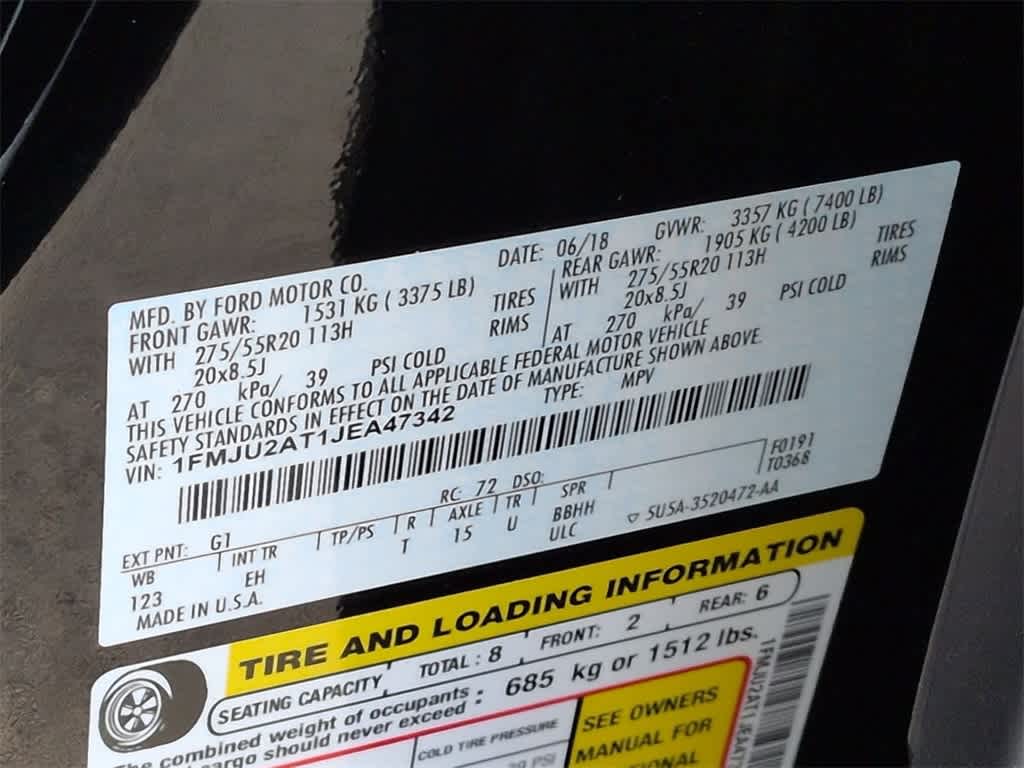 MFD. BY FORD MOTOR CO. DATE: 06/18 GVWR: 3357 KG ( 7400 LB)
FRONT GAWR: 1531 KG ( 3375 LB) REAR GAWR: 1905 KG ( 4200 LB)
WITH 275/55R20 113H TIRES WITH 275/55R20 113H TIRES
20x8.5J RIMS 20x8.5J RIMS
AT 270 kPa/ 39 PSI COLD AT 270 kPa/ 39 PSI COLD
THIS VEHICLE CONFORMS TO ALL APPLICABLE FEDERAL MOTOR VEHICLE
SAFETY STANDARDS IN EFFECT ON THE DATE OF MANUFACTURE SHOWN ABOVE.
VIN: 1FMJU2AT1JEA47342 TYPE: MPV
F0191
T0368
EXT PNT: G1 RC: 72 DSO:
WB INT TR TP/PS R AXLE TR SPR
123 EH T 15 U BBHH
ULC
MADE IN U.S.A. 5U5A-3520472-AA
TIRE AND LOADING INFORMATION
SEATING CAPACITY TOTAL : 8 FRONT: 2 REAR: 6
The combined weight of occupants
cargo should never exceed : 685 kg or 1512 lbs.
COLD TIRE PRESSURE
39 PSI
SEE OWNERS
MANUAL FOR
1FMJU2AT1JEA47